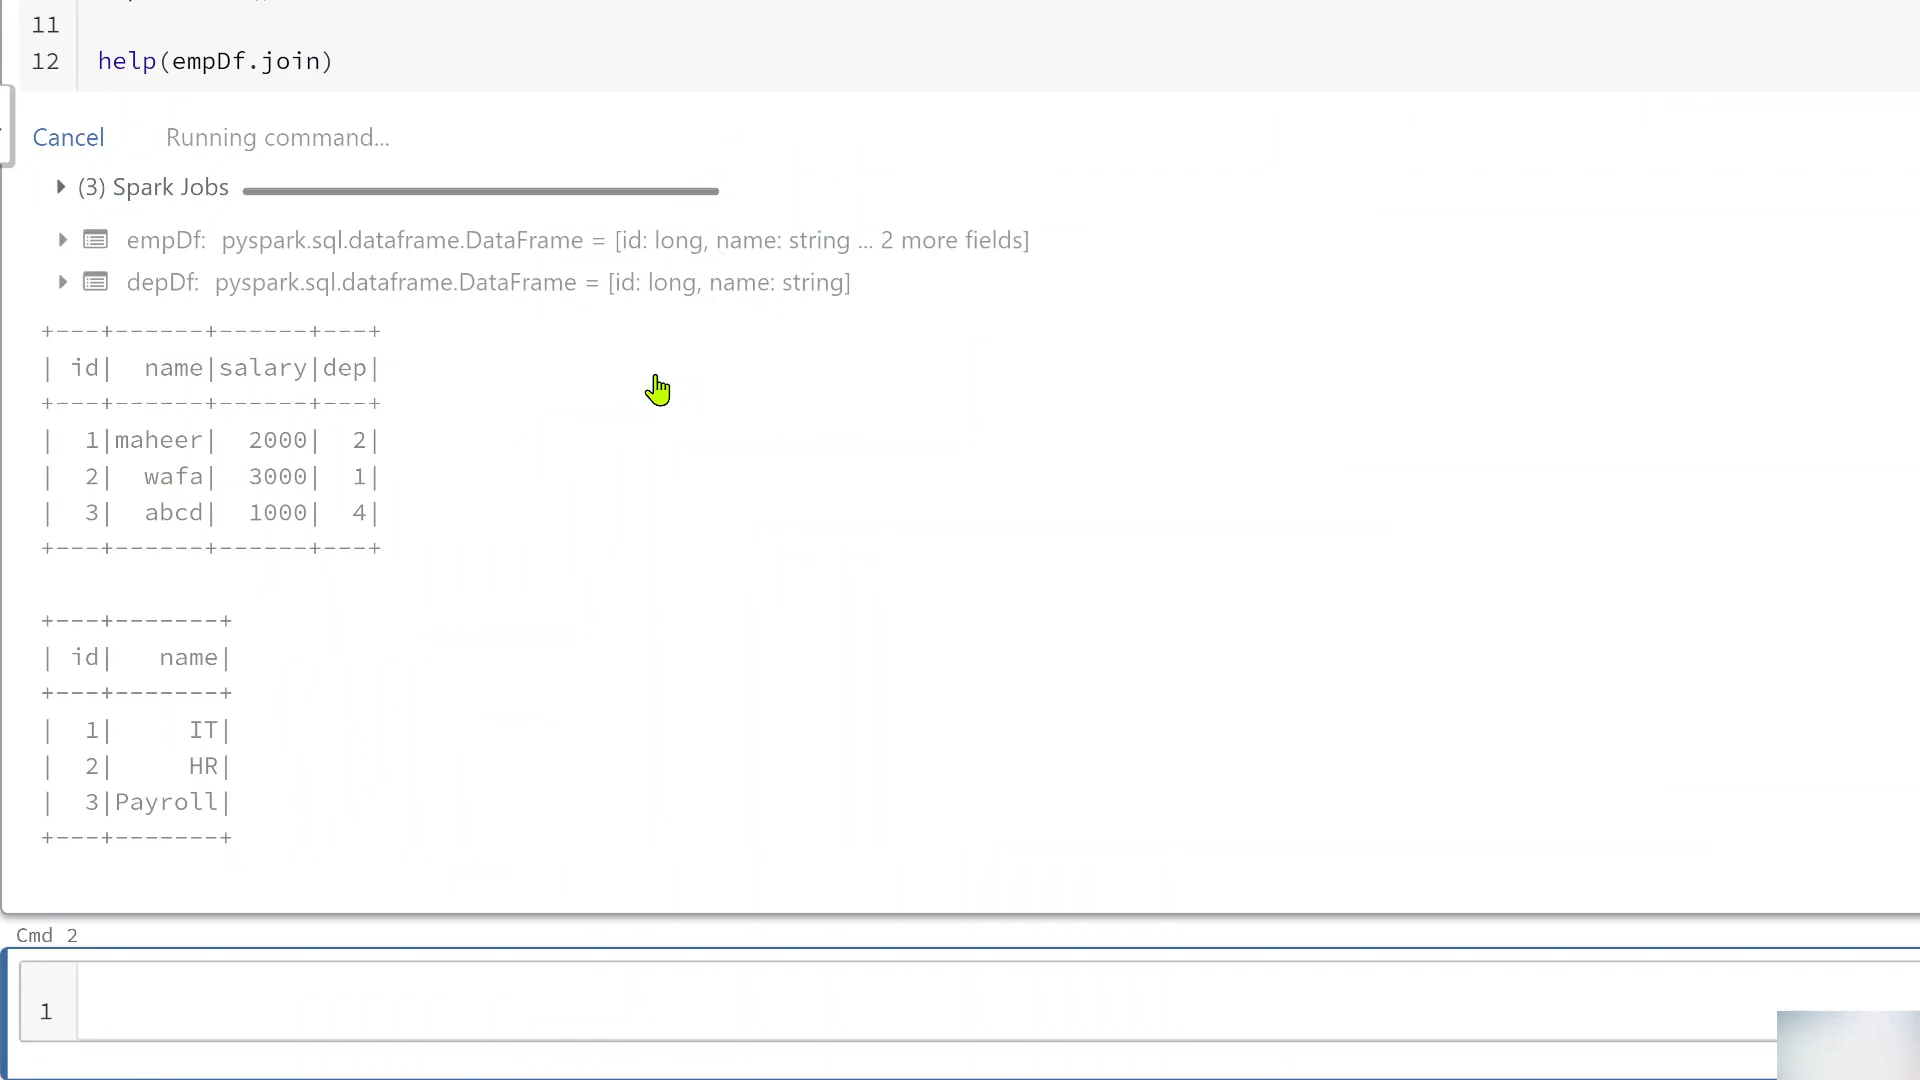 11
12 help(empDf.join)
Cancel Running command...
(3) Spark Jobs
empDf: pyspark.sql.dataframe.DataFrame = [id: long, name: string ... 2 more fields]
depDf: pyspark.sql.dataframe.DataFrame = [id: long, name: string]
+---+------+------+---+
| id|  name|salary|dep|
+---+------+------+---+
|  1|maheer|  2000|  2|
|  2|  wafa|  3000|  1|
|  3|  abcd|  1000|  4|
+---+------+------+---+
+---+-------+
| id|   name|
+---+-------+
|  1|     IT|
|  2|     HR|
|  3|Payroll|
+---+-------+
Cmd 2
1